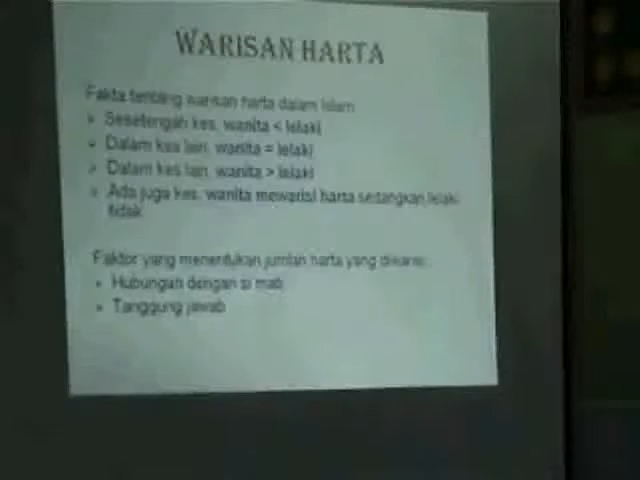 WARISAN HARTA
Fakta tentang warisan harta dalam Islam
Sesetengah kes, wanita < lelaki
Dalam kes lain, wanita = lelaki
Dalam kes lain, wanita > lelaki
Ada juga kes, wanita mewarisi harta sedangkan lelaki
tidak
Faktor yang menentukan jumlah harta yang diwarisi:
Hubungan dengan si mati
Tanggung jawab